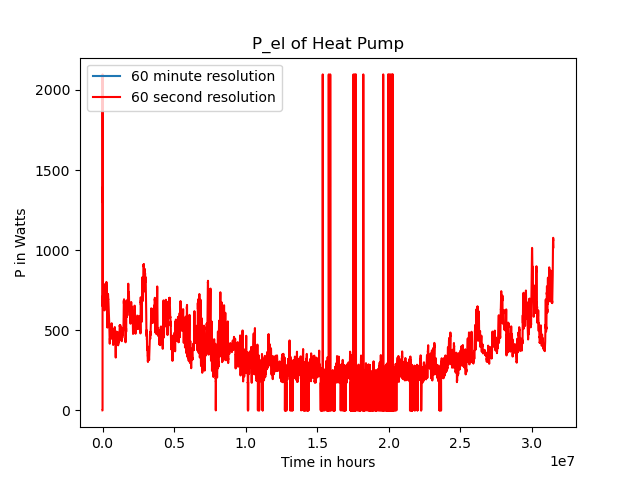 P_el of Heat Pump
60 minute resolution
60 second resolution
P in Watts
2000
1500
1000
500
0
0.0 0.5 1.0 1.5 2.0 2.5 3.0
1e7
Time in hours